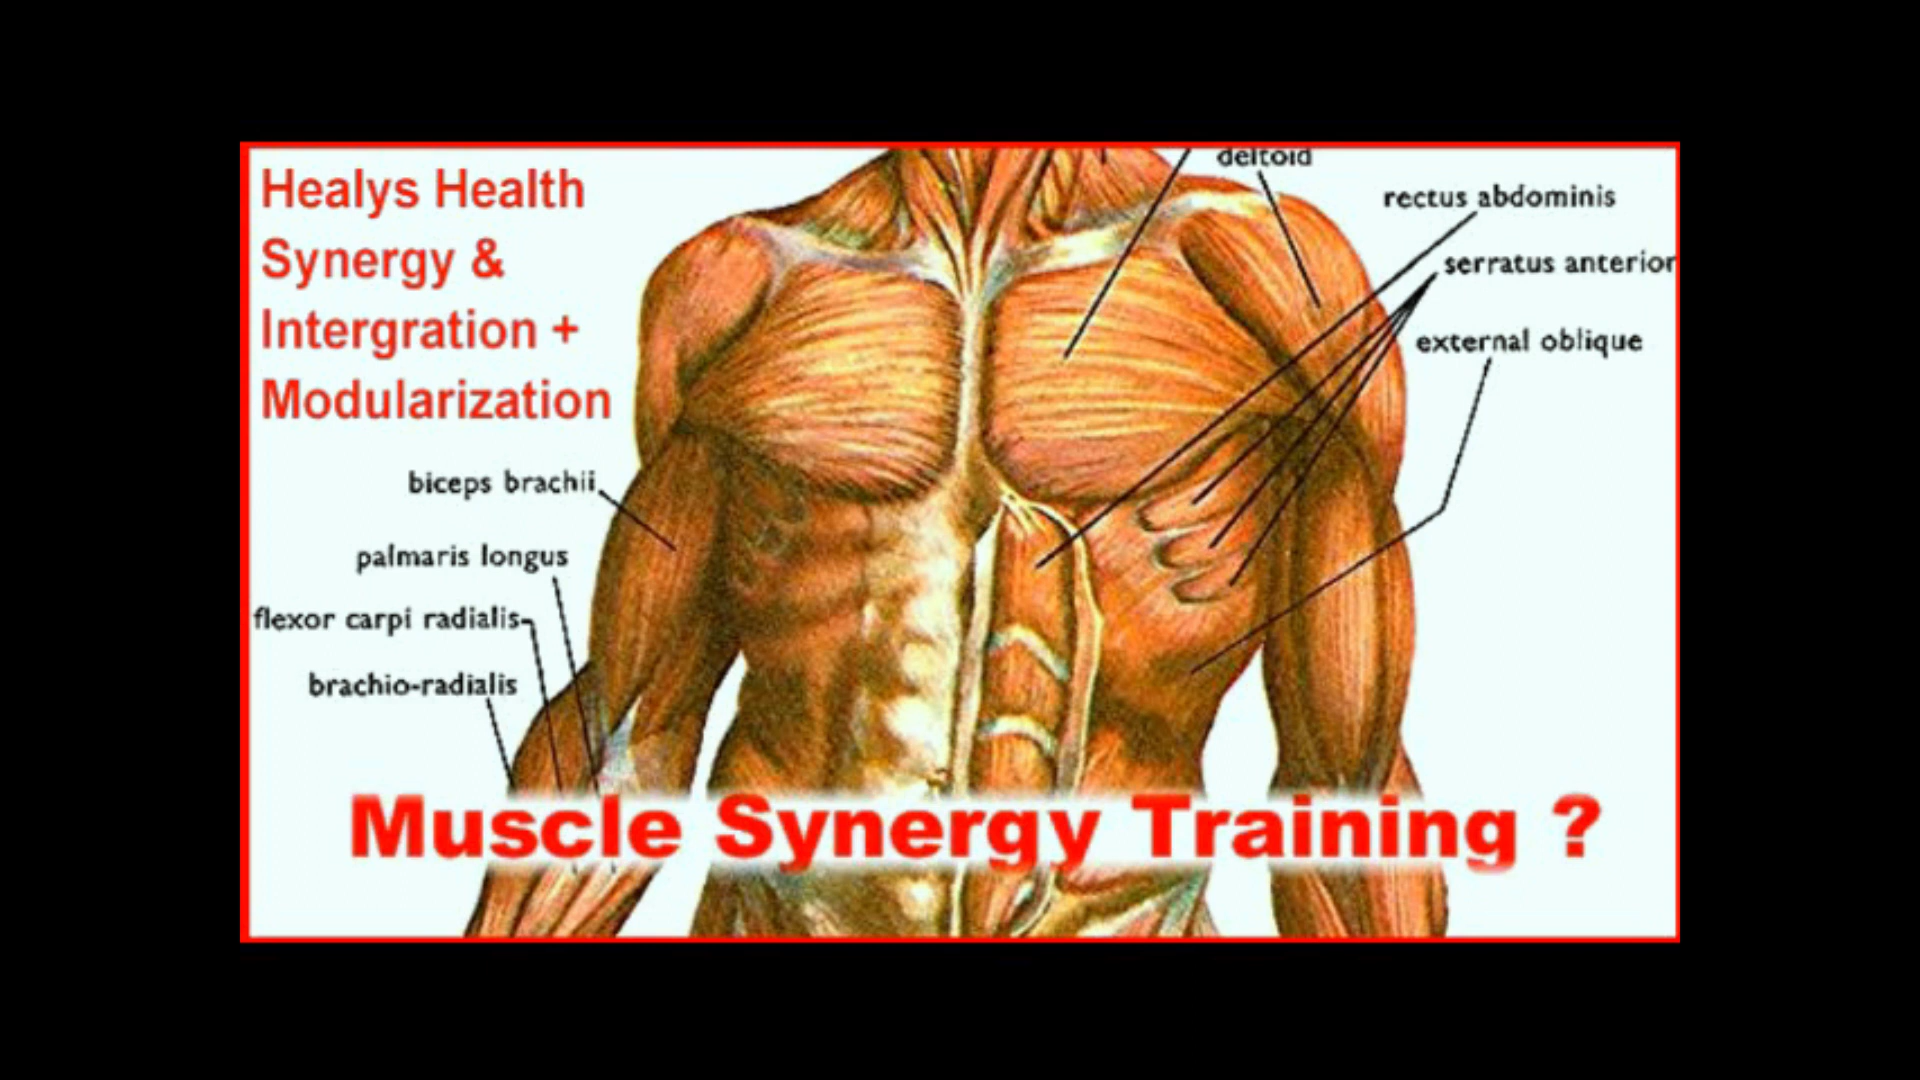 Healys Health
Synergy &
Intergration +
Modularization
deltoid
rectus abdominis
serratus anterior
external oblique
biceps brachii
palmaris longus
flexor carpi radialis
brachio-radialis
Muscle Synergy Training ?